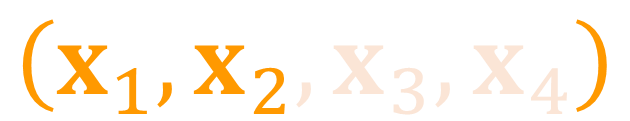 (𝐱₁, 𝐱₂, 𝐱₃, 𝐱₄)